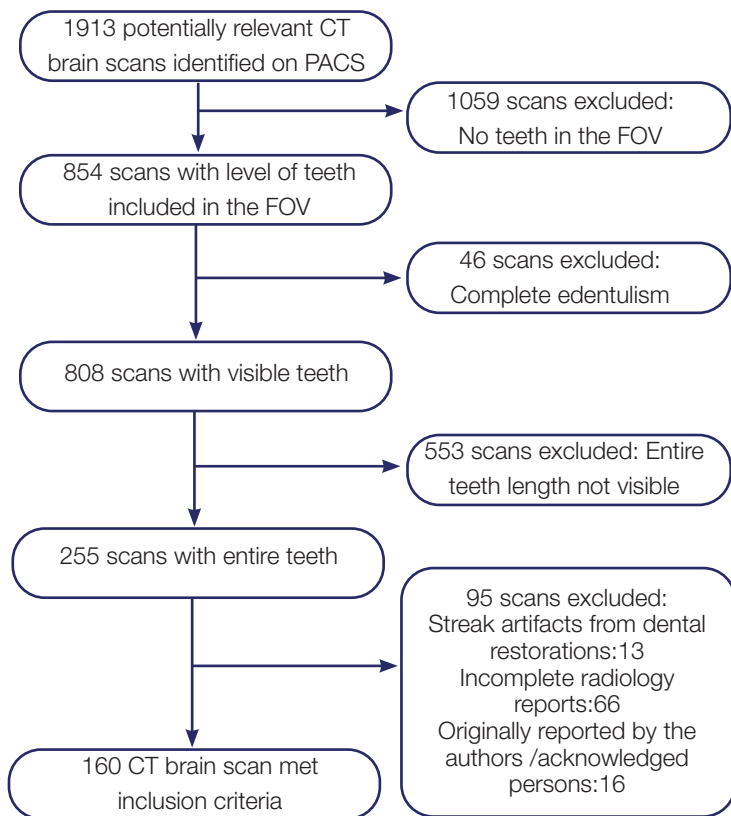 1913 potentially relevant CT
brain scans identified on PACS
1059 scans excluded:
No teeth in the FOV
854 scans with level of teeth
included in the FOV
46 scans excluded:
Complete edentulism
808 scans with visible teeth
553 scans excluded: Entire
teeth length not visible
255 scans with entire teeth
95 scans excluded:
Streak artifacts from dental
restorations:13
Incomplete radiology
reports:66
Originally reported by the
authors /acknowledged
persons:16
160 CT brain scan met
inclusion criteria